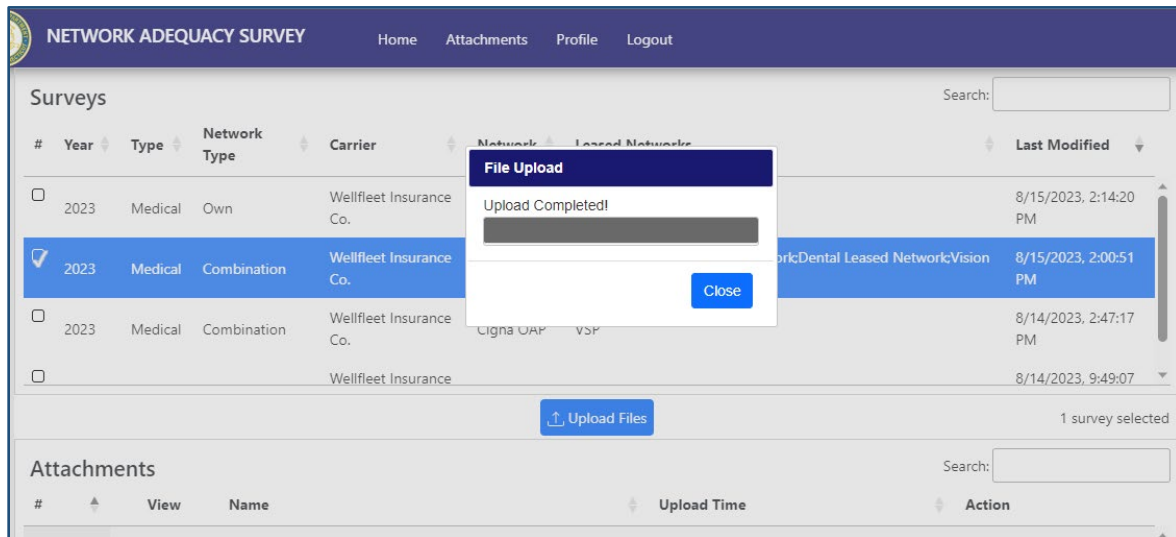 NETWORK ADEQUACY SURVEY Home Attachments Profile Logout
Surveys Search:
# Year Type Network Type Carrier Network Leased Networks Last Modified
2023 Medical Own Wellfleet Insurance Co. 8/15/2023, 2:14:20 PM
2023 Medical Combination Wellfleet Insurance Co. Dental Leased Network;Vision 8/15/2023, 2:00:51 PM
2023 Medical Combination Wellfleet Insurance Co. Cigna OAP VSP 8/14/2023, 2:47:17 PM
Wellfleet Insurance 8/14/2023, 9:49:07
File Upload
Upload Completed!
Close
Upload Files 1 survey selected
Attachments Search:
# View Name Upload Time Action